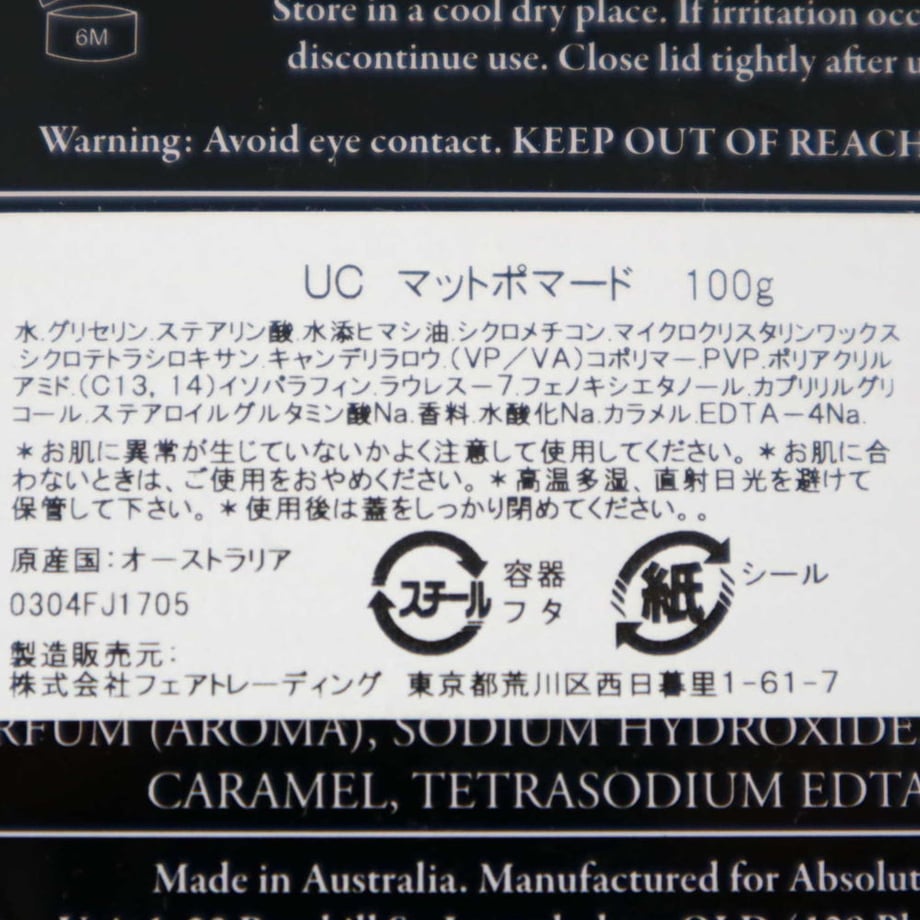 6M
Store in a cool dry place. If irritation occ
discontinue use. Close lid tightly after u
Warning: Avoid eye contact. KEEP OUT OF REACH
UC マットポマード 100g
水.グリセリン.ステアリン酸.水添ヒマシ油.シクロメチコン.マイクロクリスタリンワックス
シクロテトラシロキサン.キャンデリラロウ.(VP/VA)コポリマー.PVP.ポリアクリル
アミド.(C13, 14)イソパラフィン.ラウレス-7.フェノキシエタノール.カプリリルグリ
コール.ステアロイルグルタミン酸Na.香料.水酸化Na.カラメル.EDTA-4Na.
*お肌に異常が生じていないかよく注意して使用してください。*お肌に合
わないときは、ご使用をおやめください。*高温多湿、直射日光を避けて
保管して下さい。*使用後は蓋をしっかり閉めてください。。
原産国:オーストラリア
0304FJ1705
スチール 容器 フタ
紙 シール
製造販売元:
株式会社フェアトレーディング 東京都荒川区西日暮里1-61-7
RFUM (AROMA), SODIUM HYDROXIDE
CARAMEL, TETRASODIUM EDTA
Made in Australia. Manufactured for Absolut